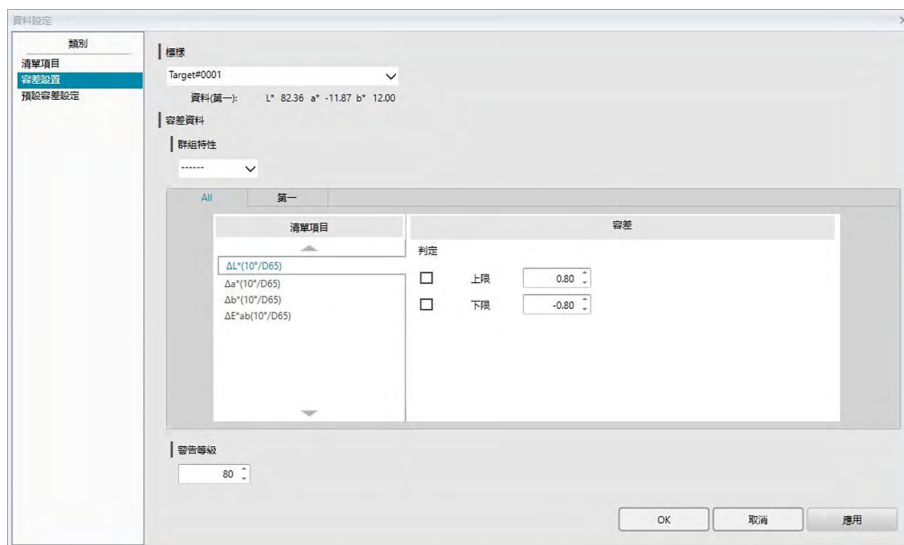 資料設定
類別
清單項目
容差設置
預設容差設定
標樣
Target#0001
資料(第一): L* 82.36 a* -11.87 b* 12.00
容差資料
群组特性
------
All 第一
清單項目 容差
ΔL*(10°/D65)
Δa*(10°/D65)
Δb*(10°/D65)
ΔE*ab(10°/D65)
判定
上限 0.80
下限 -0.80
警告等級
80
OK 取消 應用